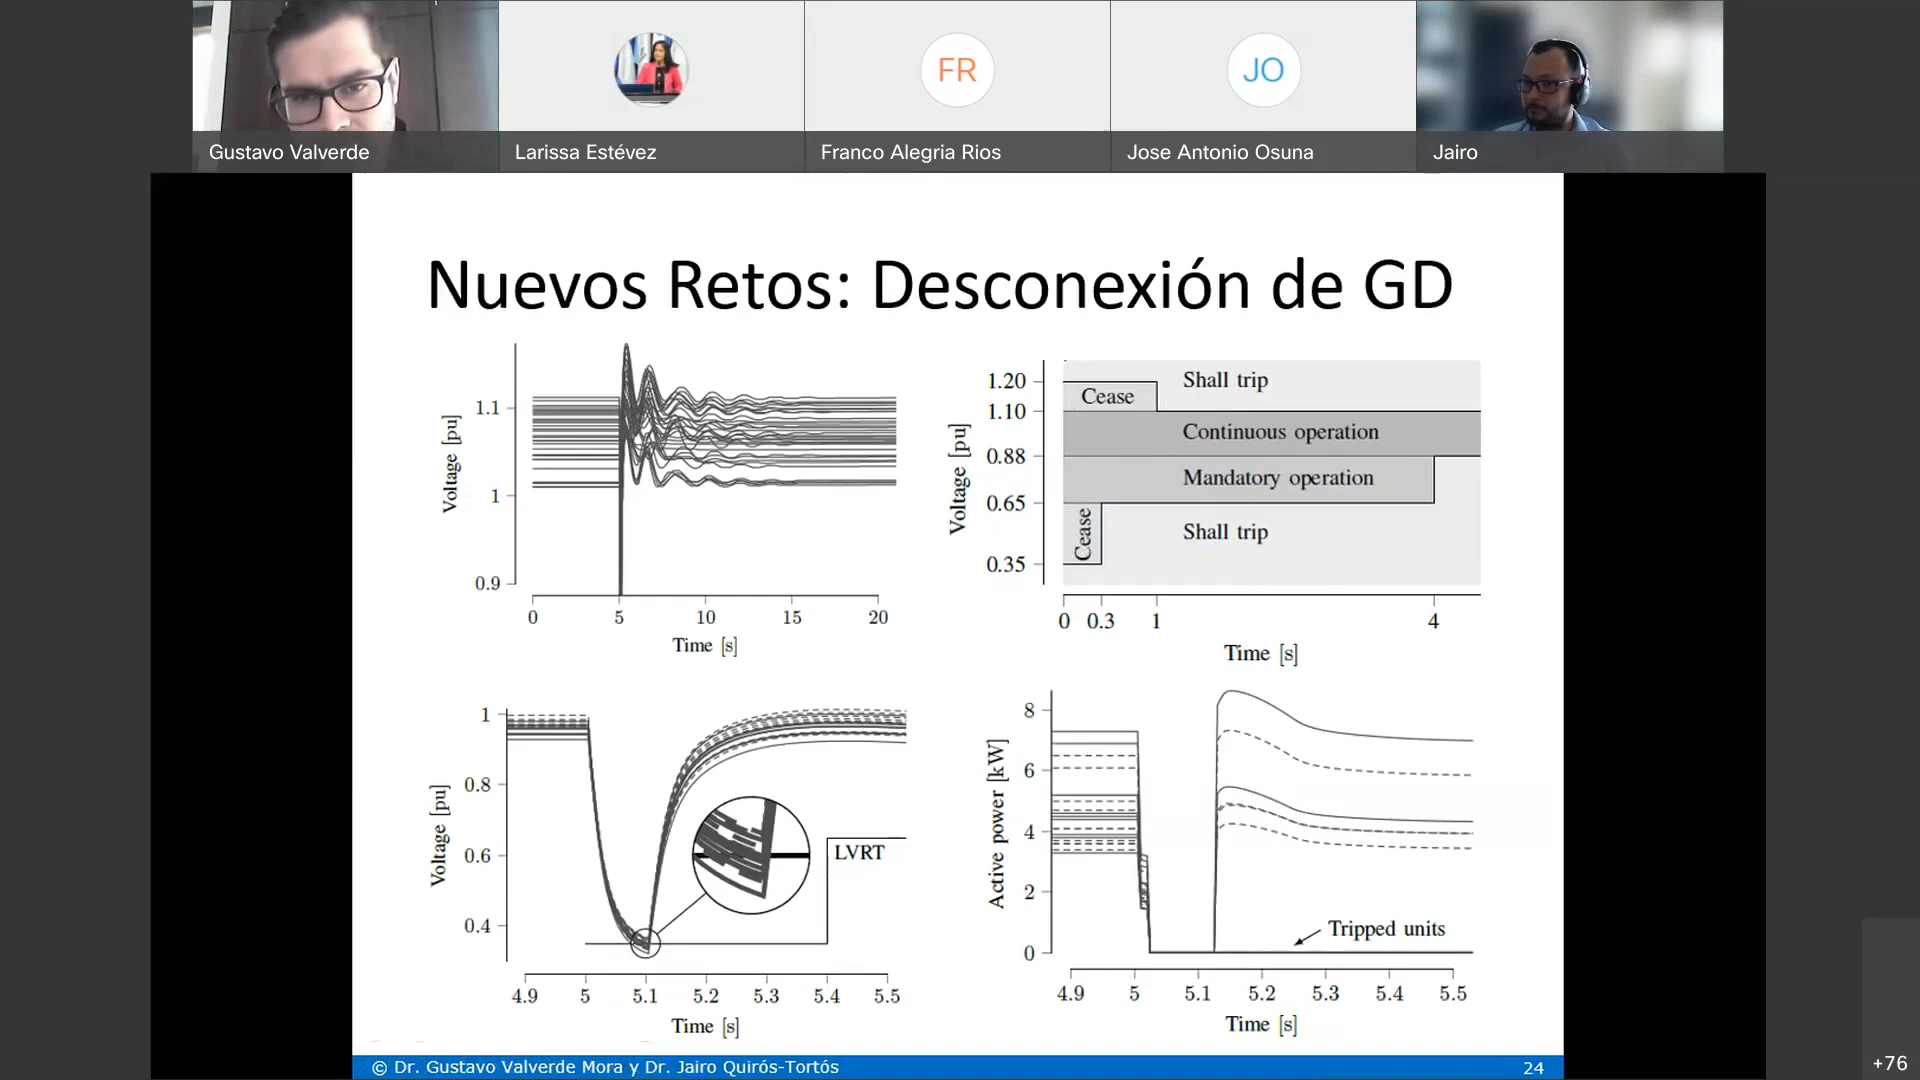 Gustavo Valverde
Larissa Estévez
FR
Franco Alegria Rios
JO
Jose Antonio Osuna
Jairo
Nuevos Retos: Desconexión de GD
Voltage [pu]
1.1
1
0.9
0 5 10 15 20
Time [s]
Voltage [pu]
1.20
1.10
0.88
0.65
0.35
Shall trip
Cease
Continuous operation
Mandatory operation
Cease
Shall trip
0 0.3 1 4
Time [s]
Voltage [pu]
1
0.8
0.6
0.4
LVRT
4.9 5 5.1 5.2 5.3 5.4 5.5
Time [s]
Active power [kW]
8
6
4
2
0
Tripped units
4.9 5 5.1 5.2 5.3 5.4 5.5
Time [s]
© Dr. Gustavo Valverde Mora y Dr. Jairo Quirós-Tortós
24
+76